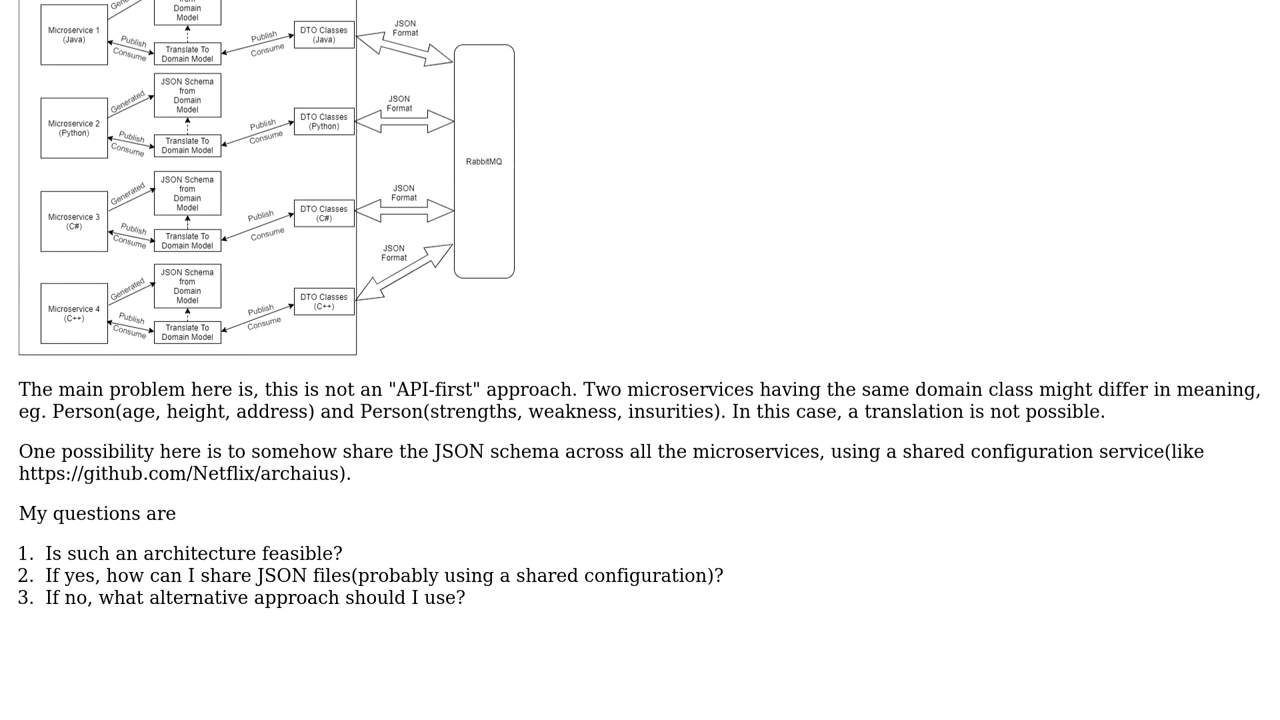 Gene
from
Domain
Model
Microservice 1
(Java)
Publish
Consume
Translate To
Domain Model
Publish
Consume
DTO Classes
(Java)
JSON
Format
JSON Schema
from
Domain
Model
Generated
Microservice 2
(Python)
Publish
Consume
Translate To
Domain Model
Publish
Consume
DTO Classes
(Python)
JSON
Format
RabbitMQ
JSON Schema
from
Domain
Model
Generated
Microservice 3
(C#)
Publish
Consume
Translate To
Domain Model
Publish
Consume
DTO Classes
(C#)
JSON
Format
JSON
Format
JSON Schema
from
Domain
Model
Generated
Microservice 4
(C++)
Publish
Consume
Translate To
Domain Model
Publish
Consume
DTO Classes
(C++)
The main problem here is, this is not an "API-first" approach. Two microservices having the same domain class might differ in meaning,
eg. Person(age, height, address) and Person(strengths, weakness, insurities). In this case, a translation is not possible.
One possibility here is to somehow share the JSON schema across all the microservices, using a shared configuration service(like
https://github.com/Netflix/archaius).
My questions are
1. Is such an architecture feasible?
2. If yes, how can I share JSON files(probably using a shared configuration)?
3. If no, what alternative approach should I use?